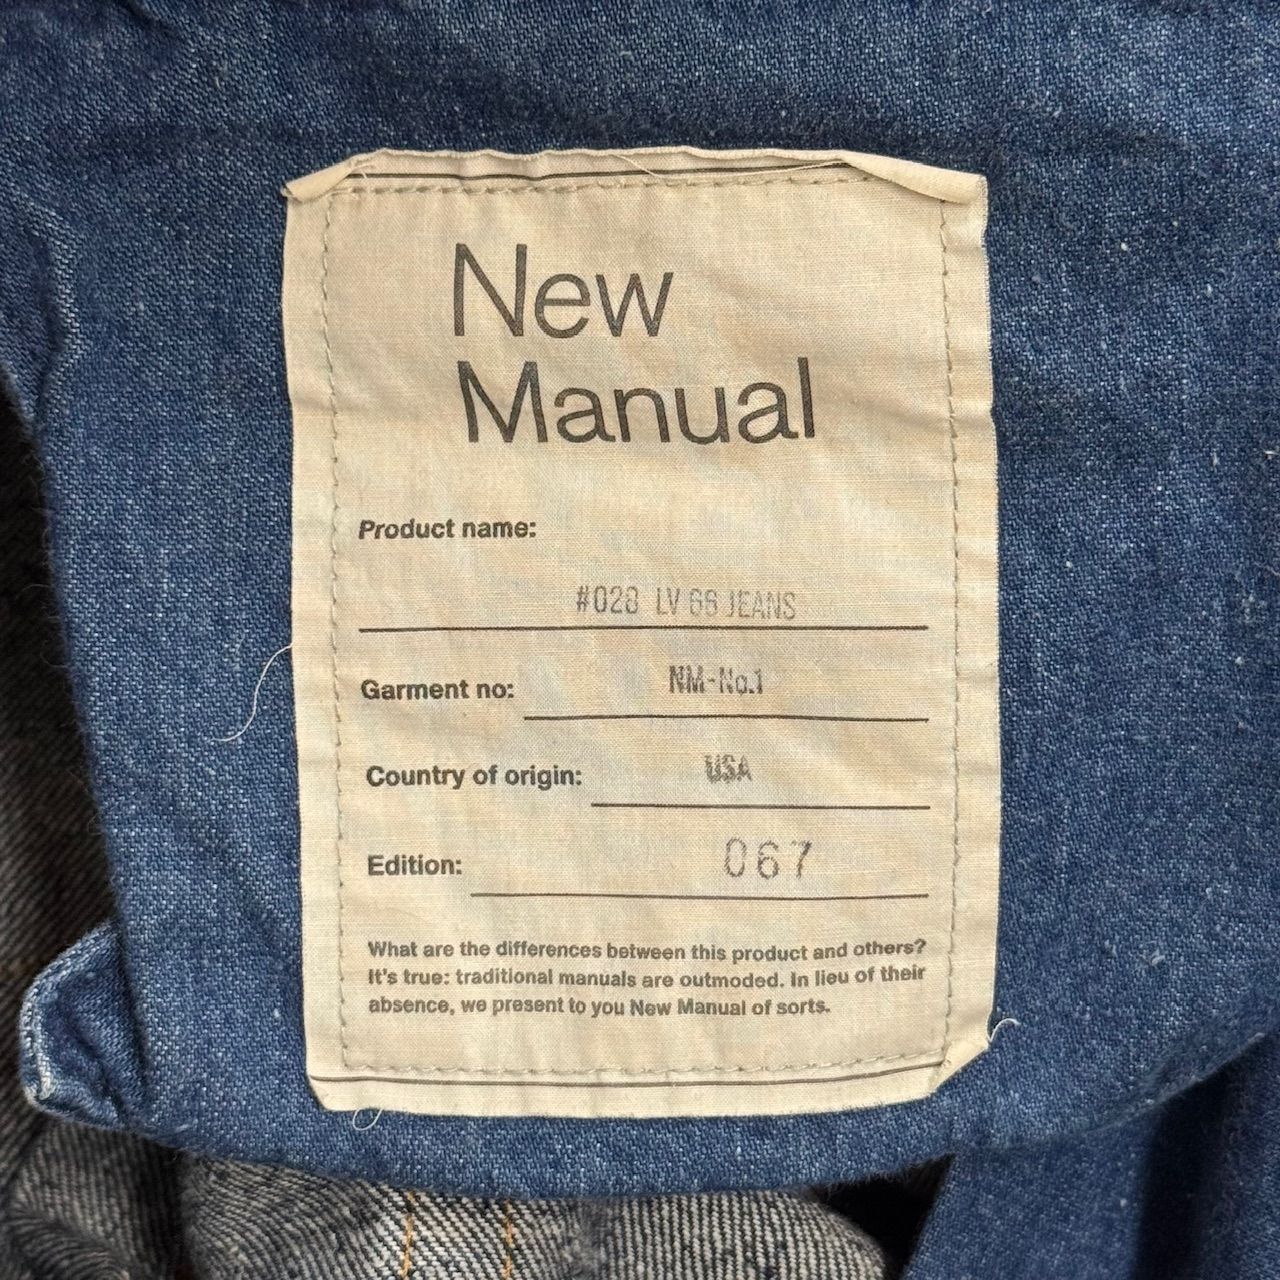 New
Manual
Product name:
#028 LV 66 JEANS
Garment no: NM-No.1
Country of origin: USA
Edition: 067
What are the differences between this product and others?
It's true: traditional manuals are outmoded. In lieu of their
absence, we present to you New Manual of sorts.